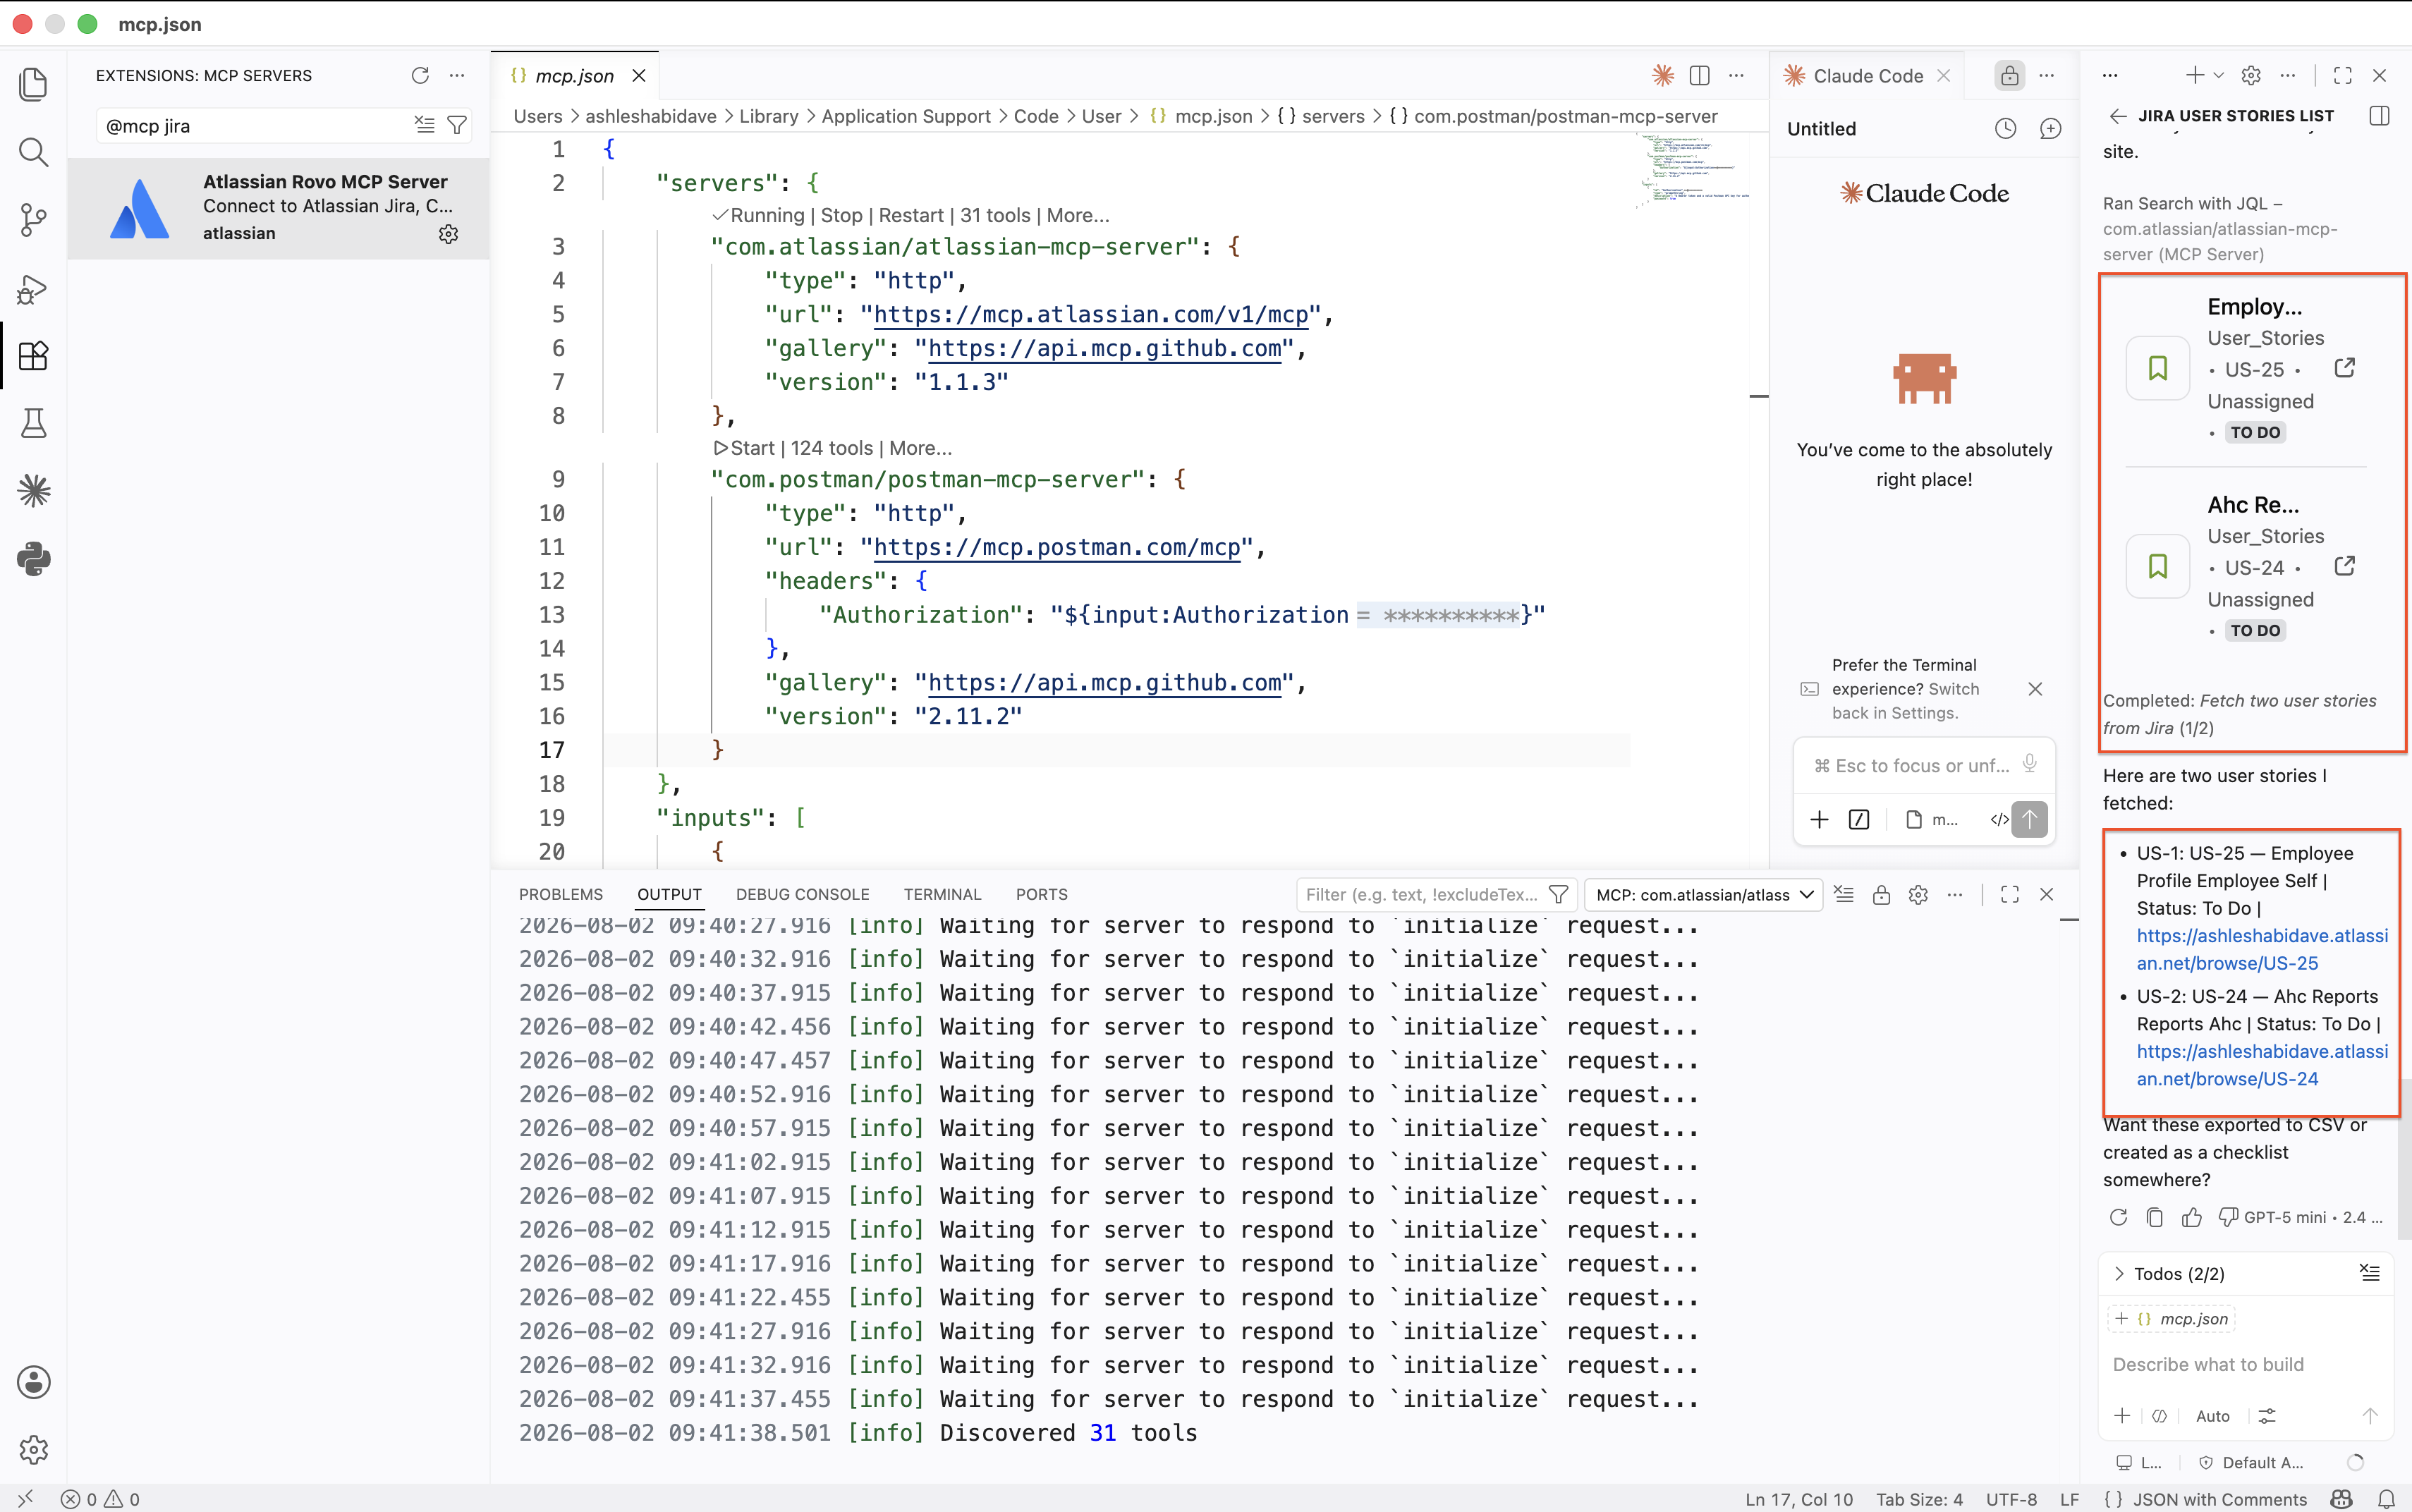 mcp.json
EXTENSIONS: MCP SERVERS
@mcp jira
Atlassian Rovo MCP Server
Connect to Atlassian Jira, C...
atlassian
mcp.json
Users > ashleshabidave > Library > Application Support > Code > User > {} mcp.json > {} servers > {} com.postman/postman-mcp-server
1 {
2 "servers": {
✓Running | Stop | Restart | 31 tools | More...
3 "com.atlassian/atlassian-mcp-server": {
4 "type": "http",
5 "url": "https://mcp.atlassian.com/v1/mcp",
6 "gallery": "https://api.mcp.github.com",
7 "version": "1.1.3"
8 },
▷Start | 124 tools | More...
9 "com.postman/postman-mcp-server": {
10 "type": "http",
11 "url": "https://mcp.postman.com/mcp",
12 "headers": {
13 "Authorization": "${input:Authorization = **********}"
14 },
15 "gallery": "https://api.mcp.github.com",
16 "version": "2.11.2"
17 }
18 },
19 "inputs": [
20 {
PROBLEMS OUTPUT DEBUG CONSOLE TERMINAL PORTS
Filter (e.g. text, !excludeTex...
MCP: com.atlassian/atlass
2026-08-02 09:40:27.916 [info] Waiting for server to respond to `initialize` request...
2026-08-02 09:40:32.916 [info] Waiting for server to respond to `initialize` request...
2026-08-02 09:40:37.915 [info] Waiting for server to respond to `initialize` request...
2026-08-02 09:40:42.456 [info] Waiting for server to respond to `initialize` request...
2026-08-02 09:40:47.457 [info] Waiting for server to respond to `initialize` request...
2026-08-02 09:40:52.916 [info] Waiting for server to respond to `initialize` request...
2026-08-02 09:40:57.915 [info] Waiting for server to respond to `initialize` request...
2026-08-02 09:41:02.915 [info] Waiting for server to respond to `initialize` request...
2026-08-02 09:41:07.915 [info] Waiting for server to respond to `initialize` request...
2026-08-02 09:41:12.915 [info] Waiting for server to respond to `initialize` request...
2026-08-02 09:41:17.916 [info] Waiting for server to respond to `initialize` request...
2026-08-02 09:41:22.455 [info] Waiting for server to respond to `initialize` request...
2026-08-02 09:41:27.916 [info] Waiting for server to respond to `initialize` request...
2026-08-02 09:41:32.916 [info] Waiting for server to respond to `initialize` request...
2026-08-02 09:41:37.455 [info] Waiting for server to respond to `initialize` request...
2026-08-02 09:41:38.501 [info] Discovered 31 tools
Claude Code
Untitled
Claude Code
You've come to the absolutely
right place!
Prefer the Terminal
experience? Switch
back in Settings.
⌘ Esc to focus or unf...
m...
JIRA USER STORIES LIST
site.
Ran Search with JQL –
com.atlassian/atlassian-mcp-
server (MCP Server)
Employ...
User_Stories
• US-25 •
Unassigned
• TO DO
Ahc Re...
User_Stories
• US-24 •
Unassigned
• TO DO
Completed: Fetch two user stories
from Jira (1/2)
Here are two user stories I
fetched:
• US-1: US-25 — Employee
Profile Employee Self |
Status: To Do |
https://ashleshabidave.atlassi
an.net/browse/US-25
• US-2: US-24 — Ahc Reports
Reports Ahc | Status: To Do |
https://ashleshabidave.atlassi
an.net/browse/US-24
Want these exported to CSV or
created as a checklist
somewhere?
GPT-5 mini • 2.4 ...
Todos (2/2)
mcp.json
Describe what to build
Auto
L... Default A...
0 0
Ln 17, Col 10 Tab Size: 4 UTF-8 LF {} JSON with Comments